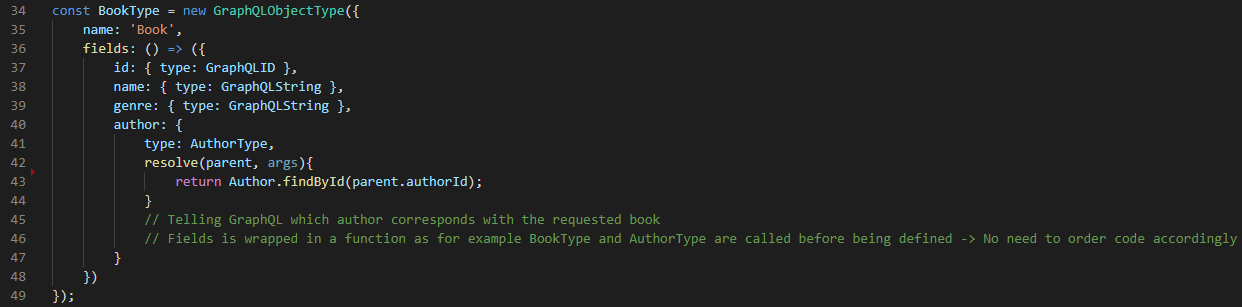 34 const BookType = new GraphQLObjectType({
35     name: 'Book',
36     fields: () => ({
37         id: { type: GraphQLID },
38         name: { type: GraphQLString },
39         genre: { type: GraphQLString },
40         author: {
41             type: AuthorType,
42             resolve(parent, args){
43                 return Author.findById(parent.authorId);
44             }
45             // Telling GraphQL which author corresponds with the requested book
46             // Fields is wrapped in a function as for example BookType and AuthorType are called before being defined -> No need to order code accordingly
47         }
48     })
49 });